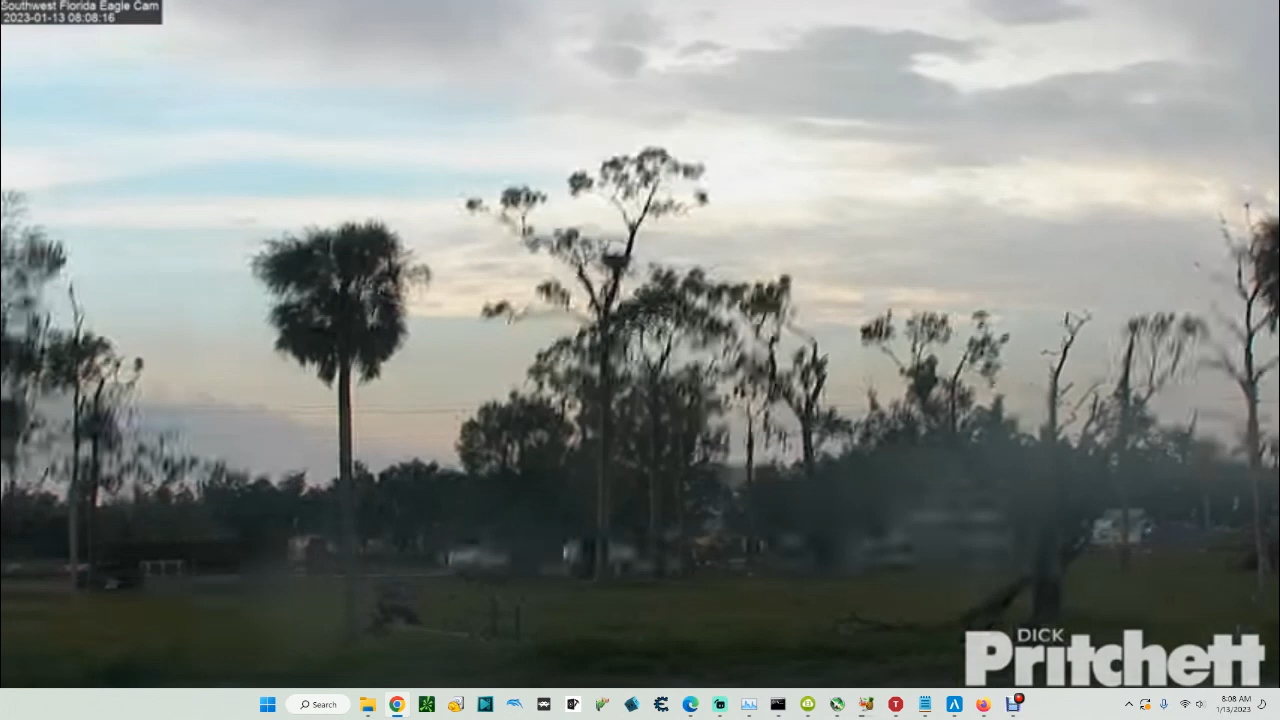 Southwest Florida Eagle Cam
2023-01-13 08:08:16
DICK
Pritchett
Search
8:08 AM
1/13/2023